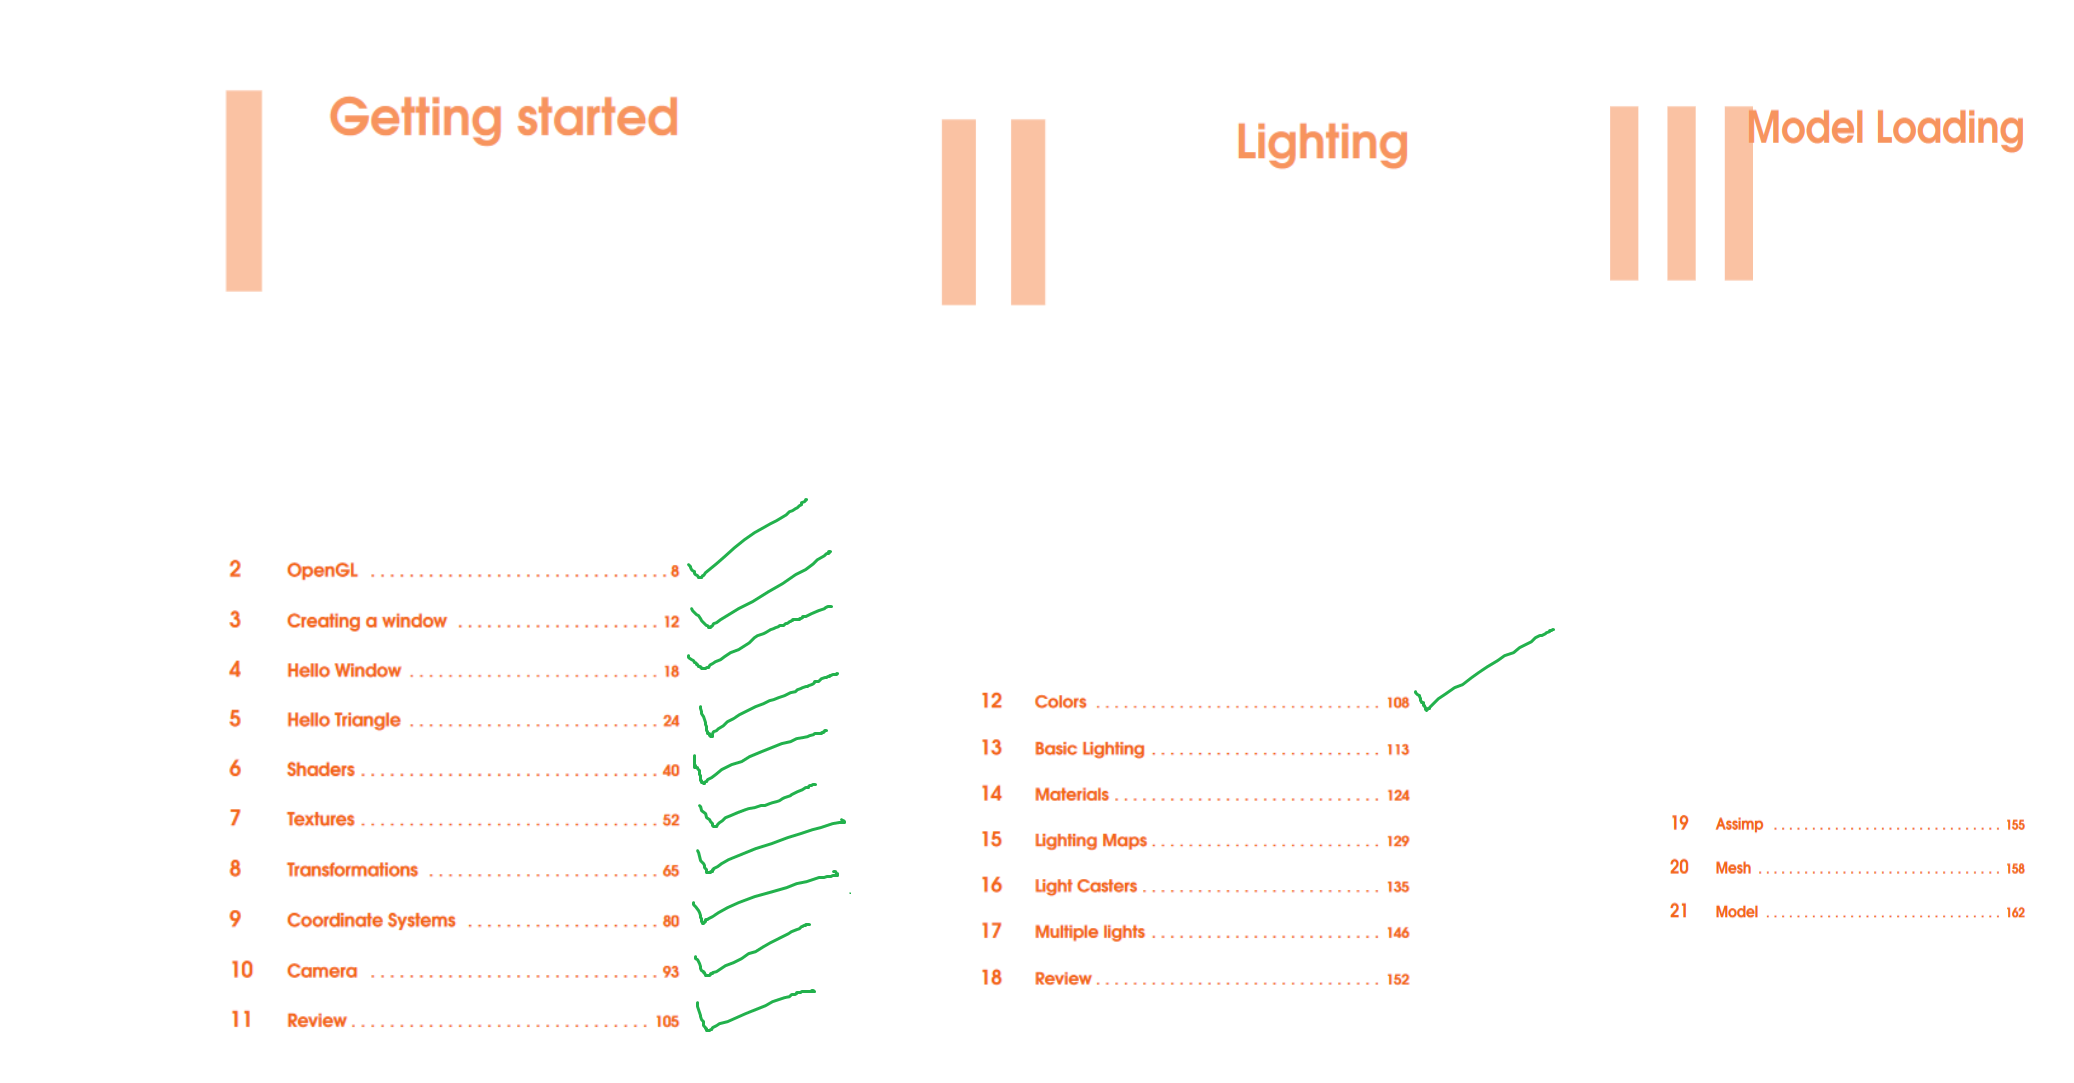 Getting started
2 OpenGL . . . . . . . . . . . . . . . . . . . . . . . . . . . . . . . 8
3 Creating a window . . . . . . . . . . . . . . . . . . . . . 12
4 Hello Window . . . . . . . . . . . . . . . . . . . . . . . . . . 18
5 Hello Triangle . . . . . . . . . . . . . . . . . . . . . . . . . . 24
6 Shaders . . . . . . . . . . . . . . . . . . . . . . . . . . . . . . . 40
7 Textures . . . . . . . . . . . . . . . . . . . . . . . . . . . . . . . 52
8 Transformations . . . . . . . . . . . . . . . . . . . . . . . . 65
9 Coordinate Systems . . . . . . . . . . . . . . . . . . . . 80
10 Camera . . . . . . . . . . . . . . . . . . . . . . . . . . . . . . 93
11 Review . . . . . . . . . . . . . . . . . . . . . . . . . . . . . . . 105
Lighting
12 Colors . . . . . . . . . . . . . . . . . . . . . . . . . . . . . . 108
13 Basic Lighting . . . . . . . . . . . . . . . . . . . . . . . . 113
14 Materials . . . . . . . . . . . . . . . . . . . . . . . . . . . . 124
15 Lighting Maps . . . . . . . . . . . . . . . . . . . . . . . . 129
16 Light Casters . . . . . . . . . . . . . . . . . . . . . . . . . 135
17 Multiple lights . . . . . . . . . . . . . . . . . . . . . . . . 146
18 Review . . . . . . . . . . . . . . . . . . . . . . . . . . . . . . 152
Model Loading
19 Assimp . . . . . . . . . . . . . . . . . . . . . . . . . . . . . . 155
20 Mesh . . . . . . . . . . . . . . . . . . . . . . . . . . . . . . . . 158
21 Model . . . . . . . . . . . . . . . . . . . . . . . . . . . . . . . 162